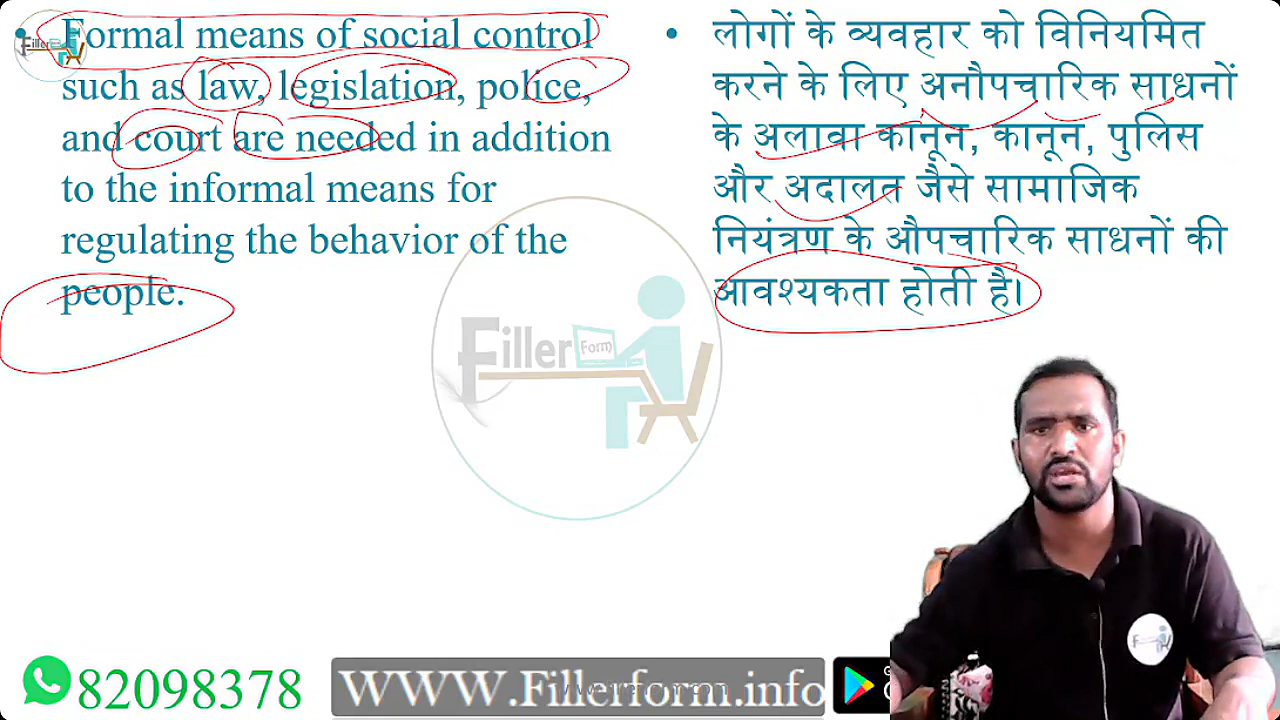 Formal means of social control
such as law, legislation, police,
and court are needed in addition
to the informal means for
regulating the behavior of the
people.
लोगों के व्यवहार को विनियमित
करने के लिए अनौपचारिक साधनों
के अलावा कानून, कानून, पुलिस
और अदालत जैसे सामाजिक
नियंत्रण के औपचारिक साधनों की
आवश्यकता होती है।
Filler Form
82098378
www.Fillerform.info